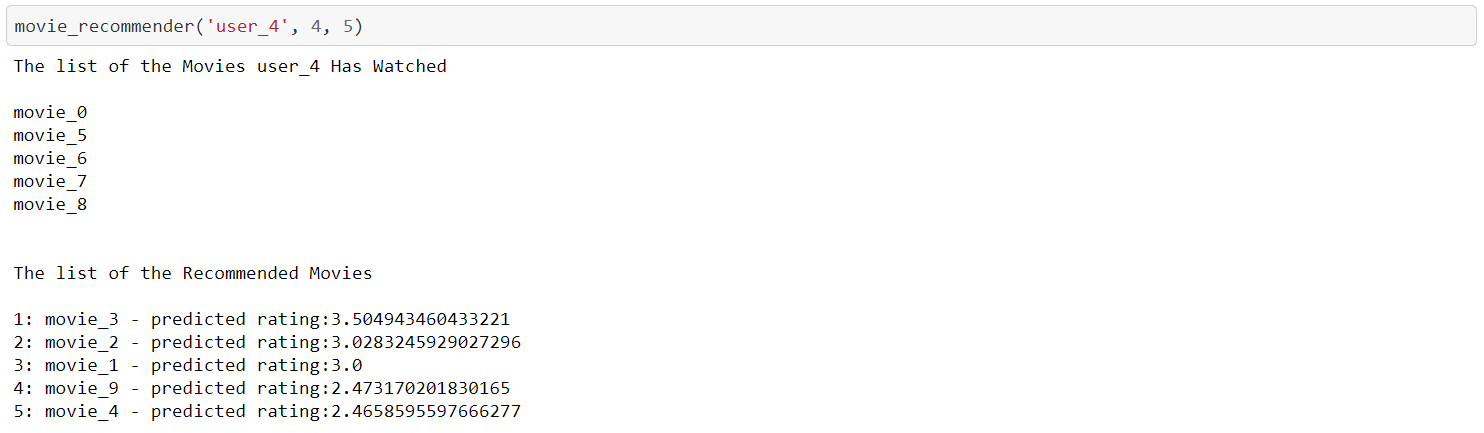 movie_recommender('user_4', 4, 5)
The list of the Movies user_4 Has Watched
movie_0
movie_5
movie_6
movie_7
movie_8
The list of the Recommended Movies
1: movie_3 - predicted rating:3.504943460433221
2: movie_2 - predicted rating:3.0283245929027296
3: movie_1 - predicted rating:3.0
4: movie_9 - predicted rating:2.473170201830165
5: movie_4 - predicted rating:2.4658595597666277